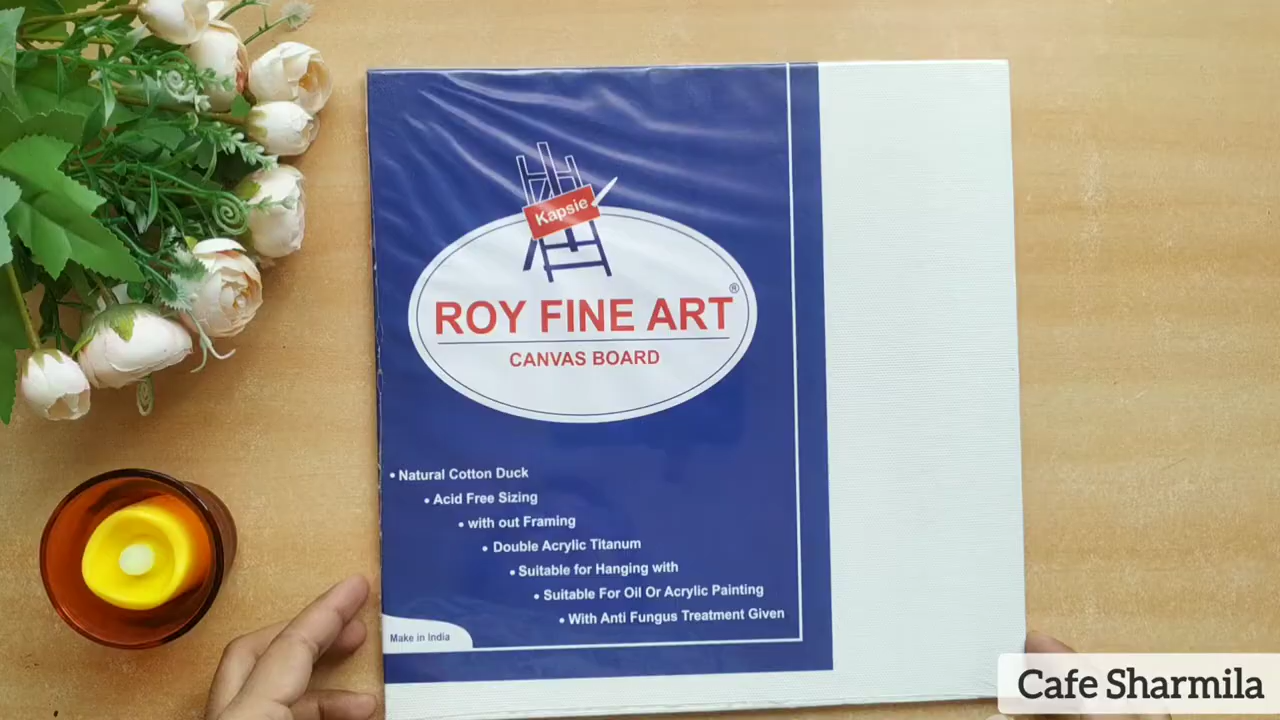 Kapsie
ROY FINE ART®
CANVAS BOARD
• Natural Cotton Duck
• Acid Free Sizing
• with out Framing
• Double Acrylic Titanum
• Suitable for Hanging with
• Suitable For Oil Or Acrylic Painting
• With Anti Fungus Treatment Given
Make in India
Cafe Sharmila